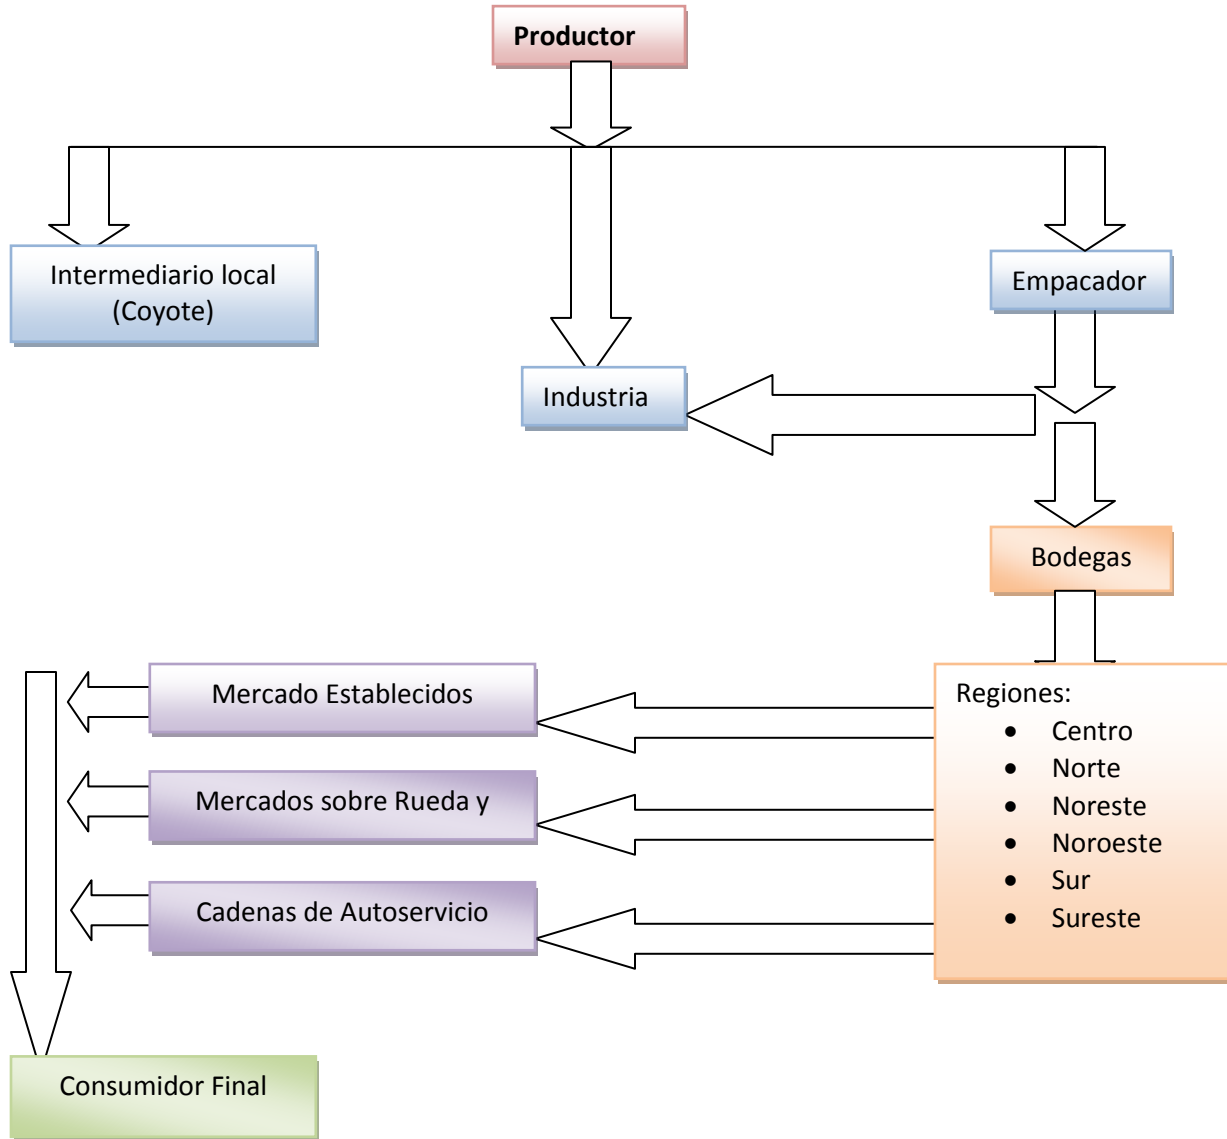 Productor
Intermediario local
(Coyote)
Empacador
Industria
Bodegas
Mercado Establecidos
Mercados sobre Rueda y
Cadenas de Autoservicio
Regiones:
• Centro
• Norte
• Noreste
• Noroeste
• Sur
• Sureste
Consumidor Final